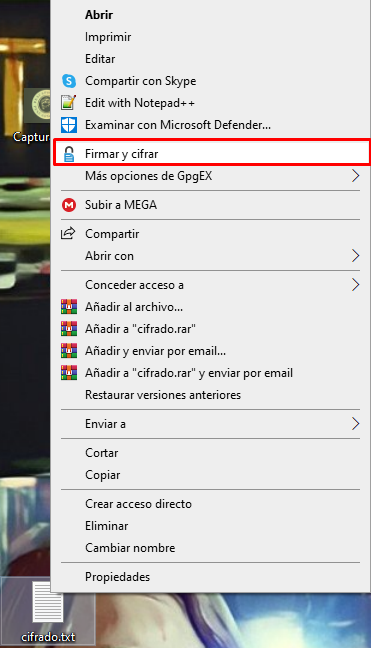 Abrir
Imprimir
Editar
Compartir con Skype
Edit with Notepad++
Examinar con Microsoft Defender...
Captur
Firmar y cifrar
Más opciones de GpgEX
Subir a MEGA
Compartir
Abrir con
Conceder acceso a
Añadir al archivo...
Añadir a "cifrado.rar"
Añadir y enviar por email...
Añadir a "cifrado.rar" y enviar por email
Restaurar versiones anteriores
Enviar a
Cortar
Copiar
Crear acceso directo
Eliminar
Cambiar nombre
Propiedades
cifrado.txt